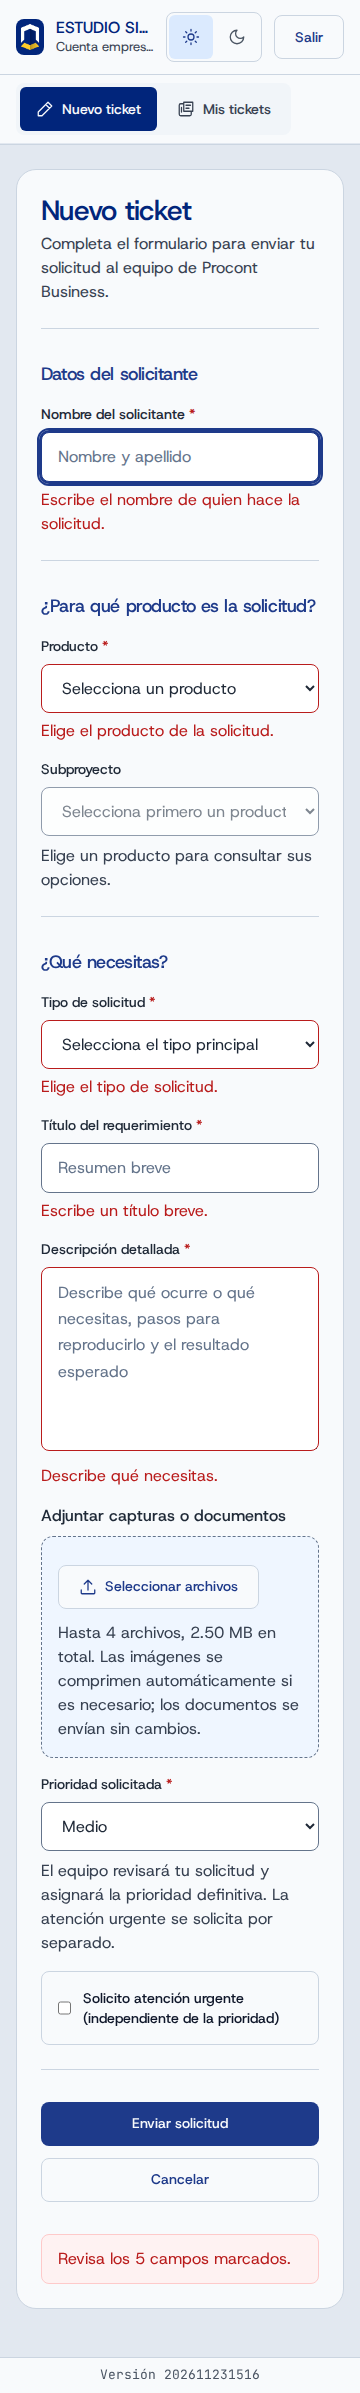 ESTUDIO SI...
Cuenta empres...
Salir
Nuevo ticket
Mis tickets
Nuevo ticket
Completa el formulario para enviar tu
solicitud al equipo de Procont
Business.
Datos del solicitante
Nombre del solicitante *
Nombre y apellido
Escribe el nombre de quien hace la
solicitud.
¿Para qué producto es la solicitud?
Producto *
Selecciona un producto
Elige el producto de la solicitud.
Subproyecto
Selecciona primero un product
Elige un producto para consultar sus
opciones.
¿Qué necesitas?
Tipo de solicitud *
Selecciona el tipo principal
Elige el tipo de solicitud.
Título del requerimiento *
Resumen breve
Escribe un título breve.
Descripción detallada *
Describe qué ocurre o qué
necesitas, pasos para
reproducirlo y el resultado
esperado
Describe qué necesitas.
Adjuntar capturas o documentos
Seleccionar archivos
Hasta 4 archivos, 2.50 MB en
total. Las imágenes se
comprimen automáticamente si
es necesario; los documentos se
envían sin cambios.
Prioridad solicitada *
Medio
El equipo revisará tu solicitud y
asignará la prioridad definitiva. La
atención urgente se solicita por
separado.
Solicito atención urgente
(independiente de la prioridad)
Enviar solicitud
Cancelar
Revisa los 5 campos marcados.
Versión 202611231516